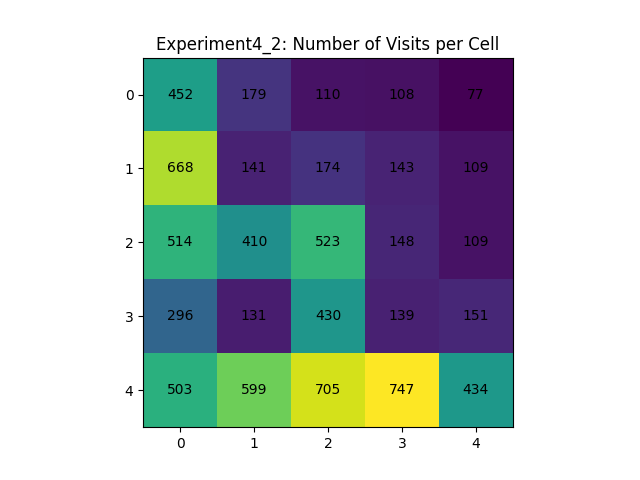 Experiment4_2: Number of Visits per Cell
0 452 179 110 108 77
1 668 141 174 143 109
2 514 410 523 148 109
3 296 131 430 139 151
4 503 599 705 747 434
0 1 2 3 4